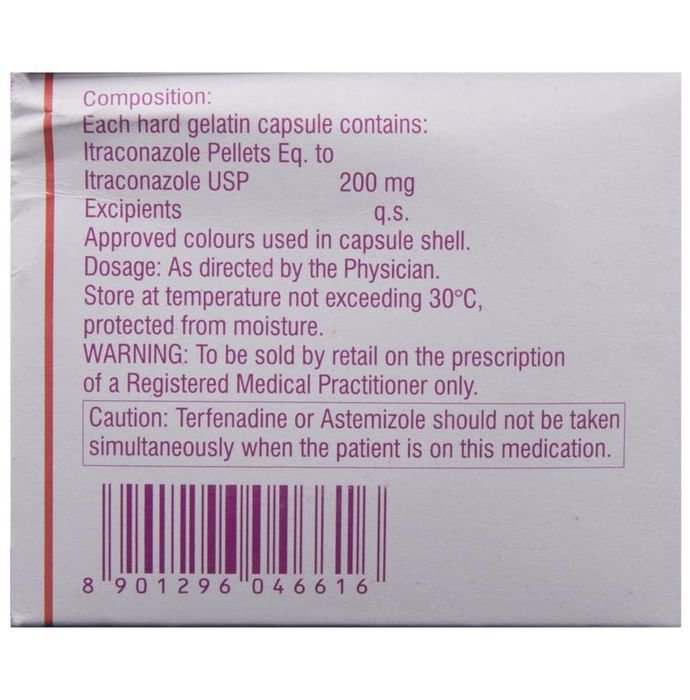 Composition:
Each hard gelatin capsule contains:
Itraconazole Pellets Eq. to
Itraconazole USP 200 mg
Excipients q.s.
Approved colours used in capsule shell.
Dosage: As directed by the Physician.
Store at temperature not exceeding 30°C,
protected from moisture.
WARNING: To be sold by retail on the prescription
of a Registered Medical Practitioner only.
Caution: Terfenadine or Astemizole should not be taken
simultaneously when the patient is on this medication.
8 901296 046616